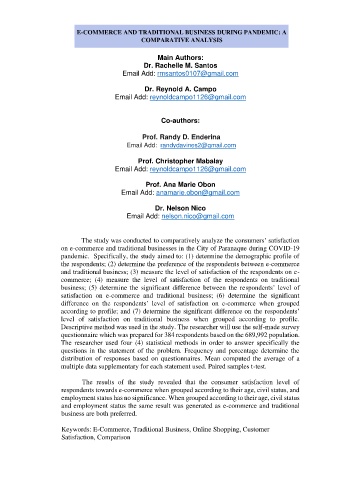 E-COMMERCE AND TRADITIONAL BUSINESS DURING PANDEMIC: A
COMPARATIVE ANALYSIS
Main Authors:
Dr. Rachelle M. Santos
Email Add: rmsantos0107@gmail.com
Dr. Reynold A. Campo
Email Add: reynoldcampo1126@gmail.com
Co-authors:
Prof. Randy D. Enderina
Email Add: randydavines2@gmail.com
Prof. Christopher Mabalay
Email Add: reynoldcampo1126@gmail.com
Prof. Ana Marie Obon
Email Add: anamarie.obon@gmail.com
Dr. Nelson Nico
Email Add: nelson.nico@gmail.com
The study was conducted to comparatively analyze the consumers' satisfaction
on e-commerce and traditional businesses in the City of Paranaque during COVID-19
pandemic. Specifically, the study aimed to: (1) determine the demographic profile of
the respondents; (2) determine the preference of the respondents between e-commerce
and traditional business; (3) measure the level of satisfaction of the respondents on e-
commerce; (4) measure the level of satisfaction of the respondents on traditional
business; (5) determine the significant difference between the respondents' level of
satisfaction on e-commerce and traditional business; (6) determine the significant
difference on the respondents' level of satisfaction on e-commerce when grouped
according to profile; and (7) determine the significant difference on the respondents'
level of satisfaction on traditional business when grouped according to profile.
Descriptive method was used in the study. The researcher will use the self-made survey
questionnaire which was prepared for 384 respondents based on the 689,992 population.
The researcher used four (4) statistical methods in order to answer specifically the
questions in the statement of the problem. Frequency and percentage determine the
distribution of responses based on questionnaires. Mean computed the average of a
multiple data supplementary for each statement used. Paired samples t-test.
The results of the study revealed that the consumer satisfaction level of
respondents towards e-commerce when grouped according to their age, civil status, and
employment status has no significance. When grouped according to their age, civil status
and employment status the same result was generated as e-commerce and traditional
business are both preferred.
Keywords: E-Commerce, Traditional Business, Online Shopping, Customer
Satisfaction, Comparison